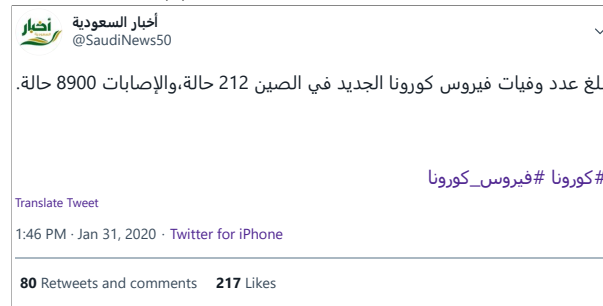 أخبار السعودية
@SaudiNews50
لغ عدد وفيات فيروس كورونا الجديد في الصين 212 حالة،والإصابات 8900 حالة.
#كورونا #فيروس_كورونا
Translate Tweet
1:46 PM · Jan 31, 2020 · Twitter for iPhone
80 Retweets and comments 217 Likes